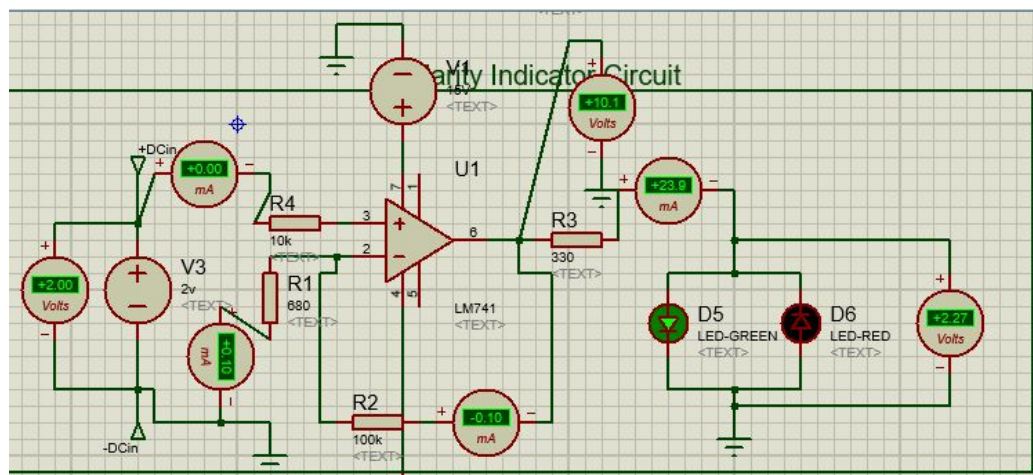 <TEXT>
arity Indicator Circuit
V1
15V
<TEXT>
+10.1
Volts
+DCin
+0.00
mA
U1
7
1
+23.9
mA
R4
10k
<TEXT>
3
2
6
4
5
LM741
<TEXT>
R3
330
<TEXT>
+2.00
Volts
V3
2v
<TEXT>
R1
680
<TEXT>
+0.10
mA
D5
LED-GREEN
<TEXT>
D6
LED-RED
<TEXT>
+2.27
Volts
R2
100k
<TEXT>
-0.10
mA
-DCin